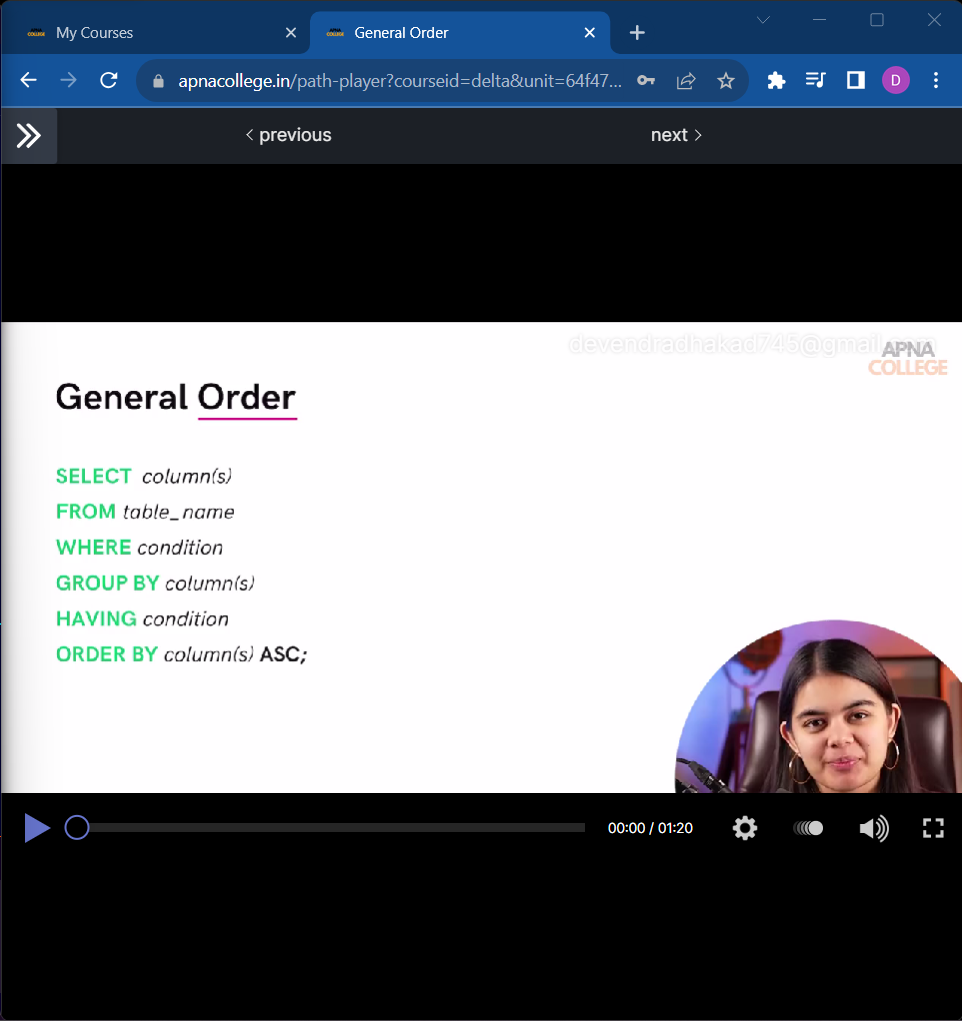 My Courses
General Order
apnacollege.in/path-player?courseid=delta&unit=64f47...
D
previous
next
devendradhakad745@gmail
APNA
COLLEGE
General Order
SELECT column(s)
FROM table_name
WHERE condition
GROUP BY column(s)
HAVING condition
ORDER BY column(s) ASC;
00:00 / 01:20